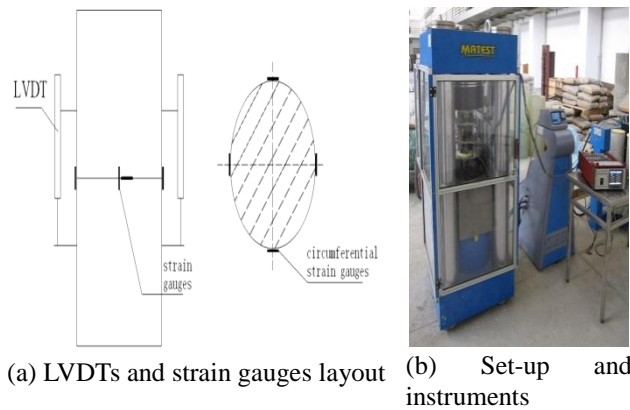 LVDT
strain
gauges
circumferential
strain gauges
MATEST
(a) LVDTs and strain gauges layout
(b) Set-up and
instruments